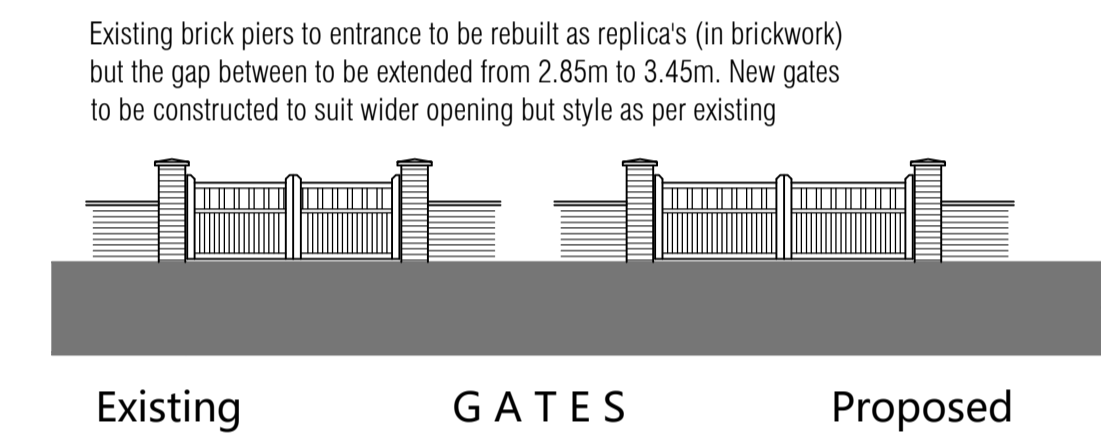 Existing brick piers to entrance to be rebuilt as replica's (in brickwork)
but the gap between to be extended from 2.85m to 3.45m. New gates
to be constructed to suit wider opening but style as per existing
Existing GATES Proposed